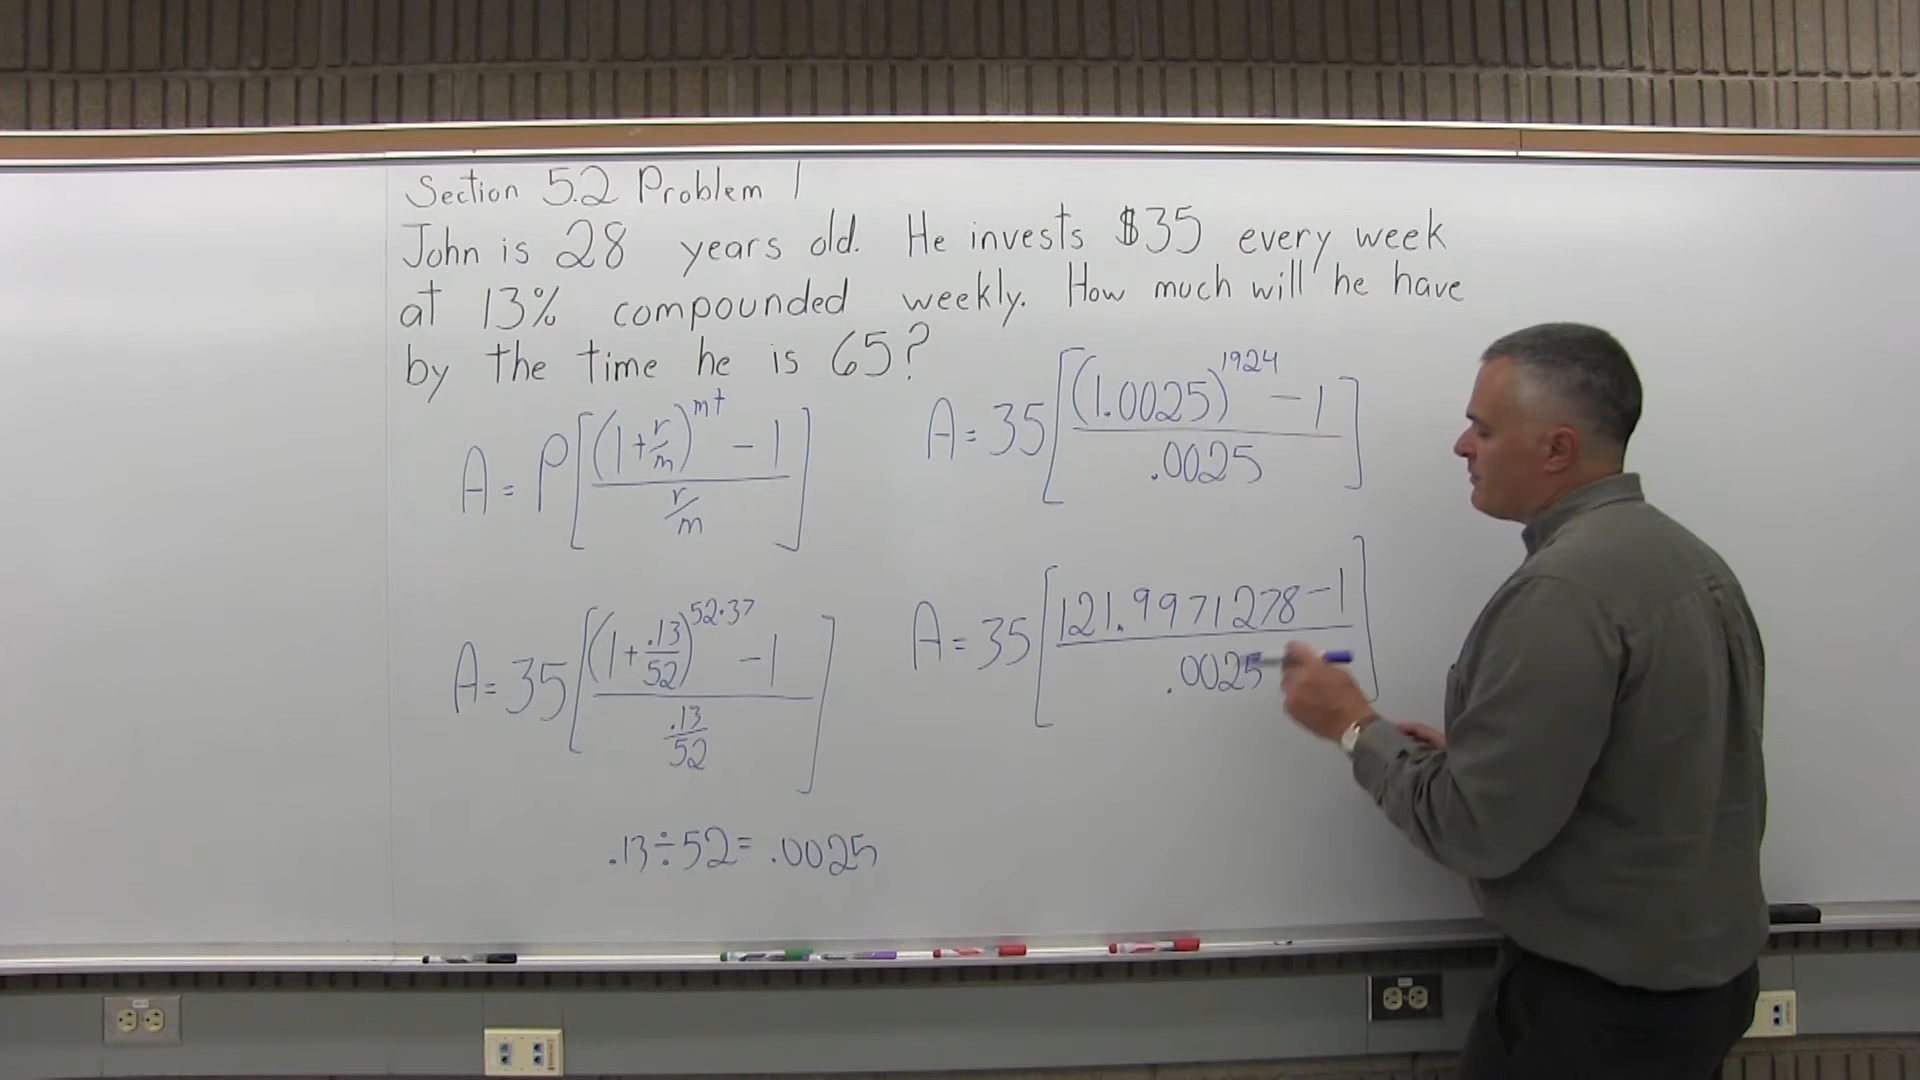 Section 5.2 Problem 1
John is 28 years old. He invests $35 every week
at 13% compounded weekly. How much will he have
by the time he is 65?
A = P[((1 + r/m)^mt - 1)/(r/m)]
A = 35[((1 + .13/52)^52·37 - 1)/(.13/52)]
.13 ÷ 52 = .0025
A = 35[((1.0025)^1924 - 1)/.0025]
A = 35[(121.9971278 - 1)/.0025]